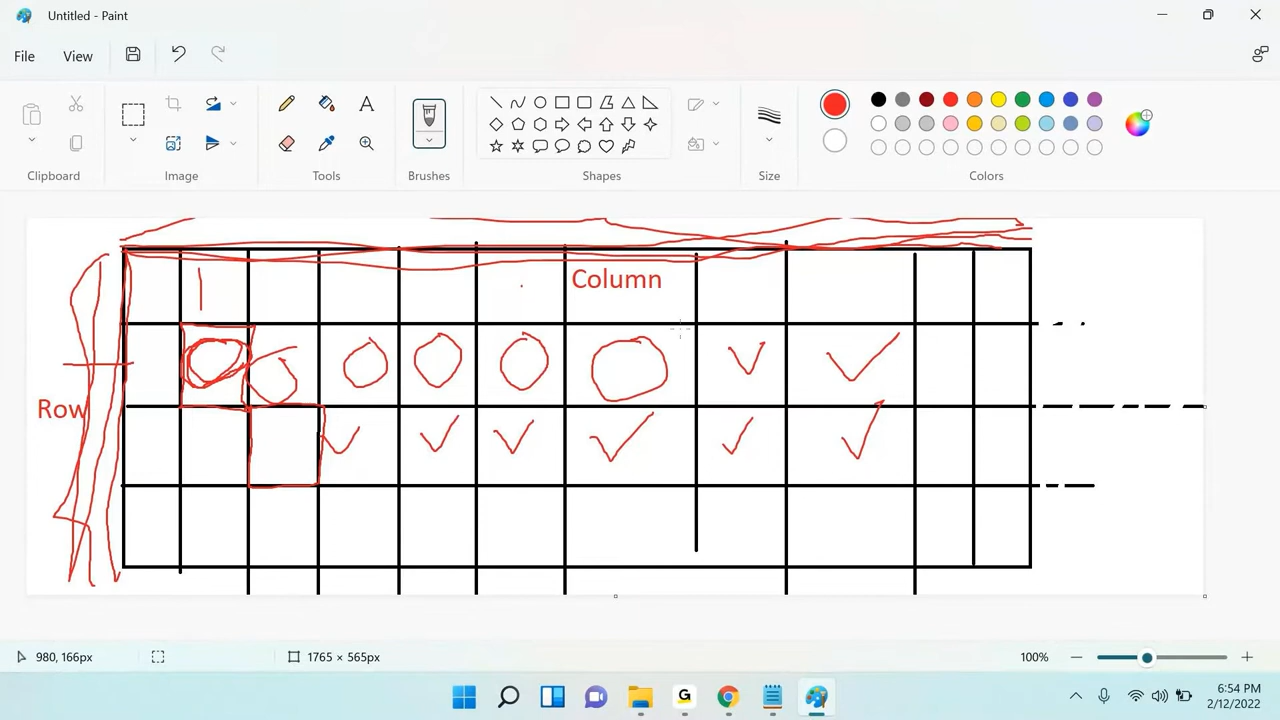 Untitled - Paint
File View
Clipboard Image Tools Brushes Shapes Size Colors
Column
1
Row
980, 166px 1765 × 565px 100%
G
6:54 PM
2/12/2022